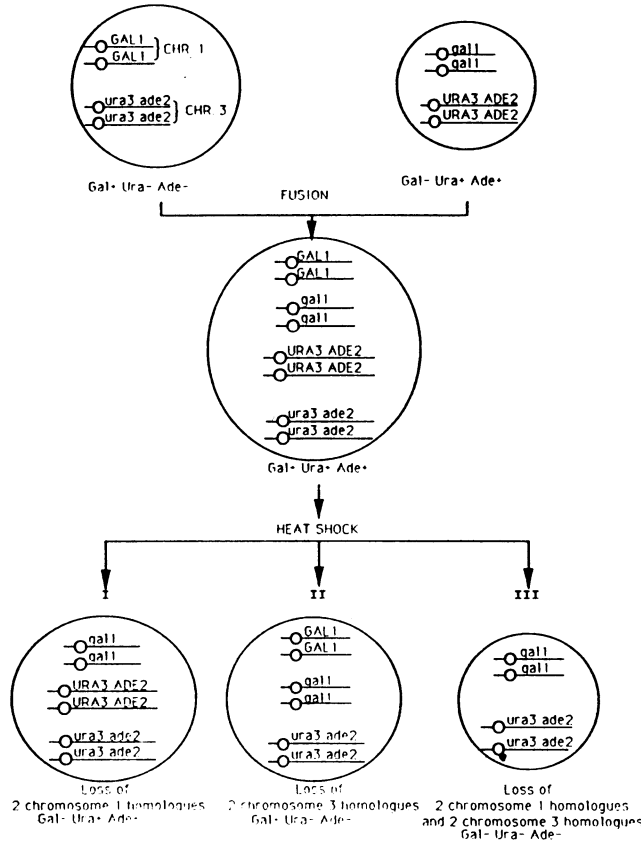 GAL1
GAL1
CHR. 1
ura3 ade2
ura3 ade2
CHR 3
Gal+ Ura- Ade-
gal1
gal1
URA3 ADE2
URA3 ADE2
Gal- Ura+ Ade+
FUSION
GAL1
GAL1
gal1
gal1
URA3 ADE2
URA3 ADE2
ura3 ade2
ura3 ade2
Gal+ Ura+ Ade+
HEAT SHOCK
I
II
III
gal1
gal1
URA3 ADE2
URA3 ADE2
ura3 ade2
ura3 ade2
Loss of
2 chromosome 1 homologues
Gal- Ura+ Ade+
GAL1
GAL1
gal1
gal1
ura3 ade2
ura3 ade2
Loss of
2 chromosome 3 homologues
Gal+ Ura- Ade-
gal1
gal1
ura3 ade2
ura3 ade2
Loss of
2 chromosome 1 homologues
and 2 chromosome 3 homologues
Gal- Ura- Ade-